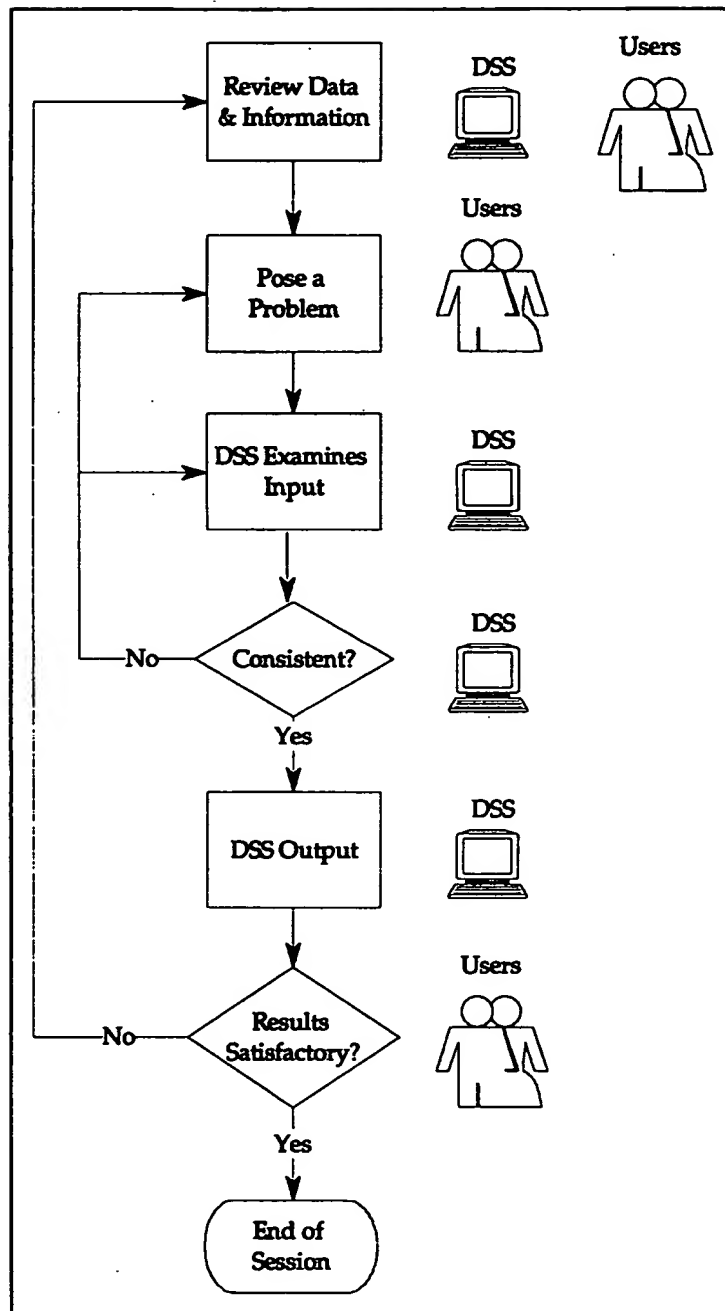 Users
DSS
Review Data
& Information
Users
Pose a
Problem
DSS
DSS Examines
Input
DSS
No
Consistent?
Yes
DSS
DSS Output
Users
No
Results
Satisfactory?
Yes
End of
Session